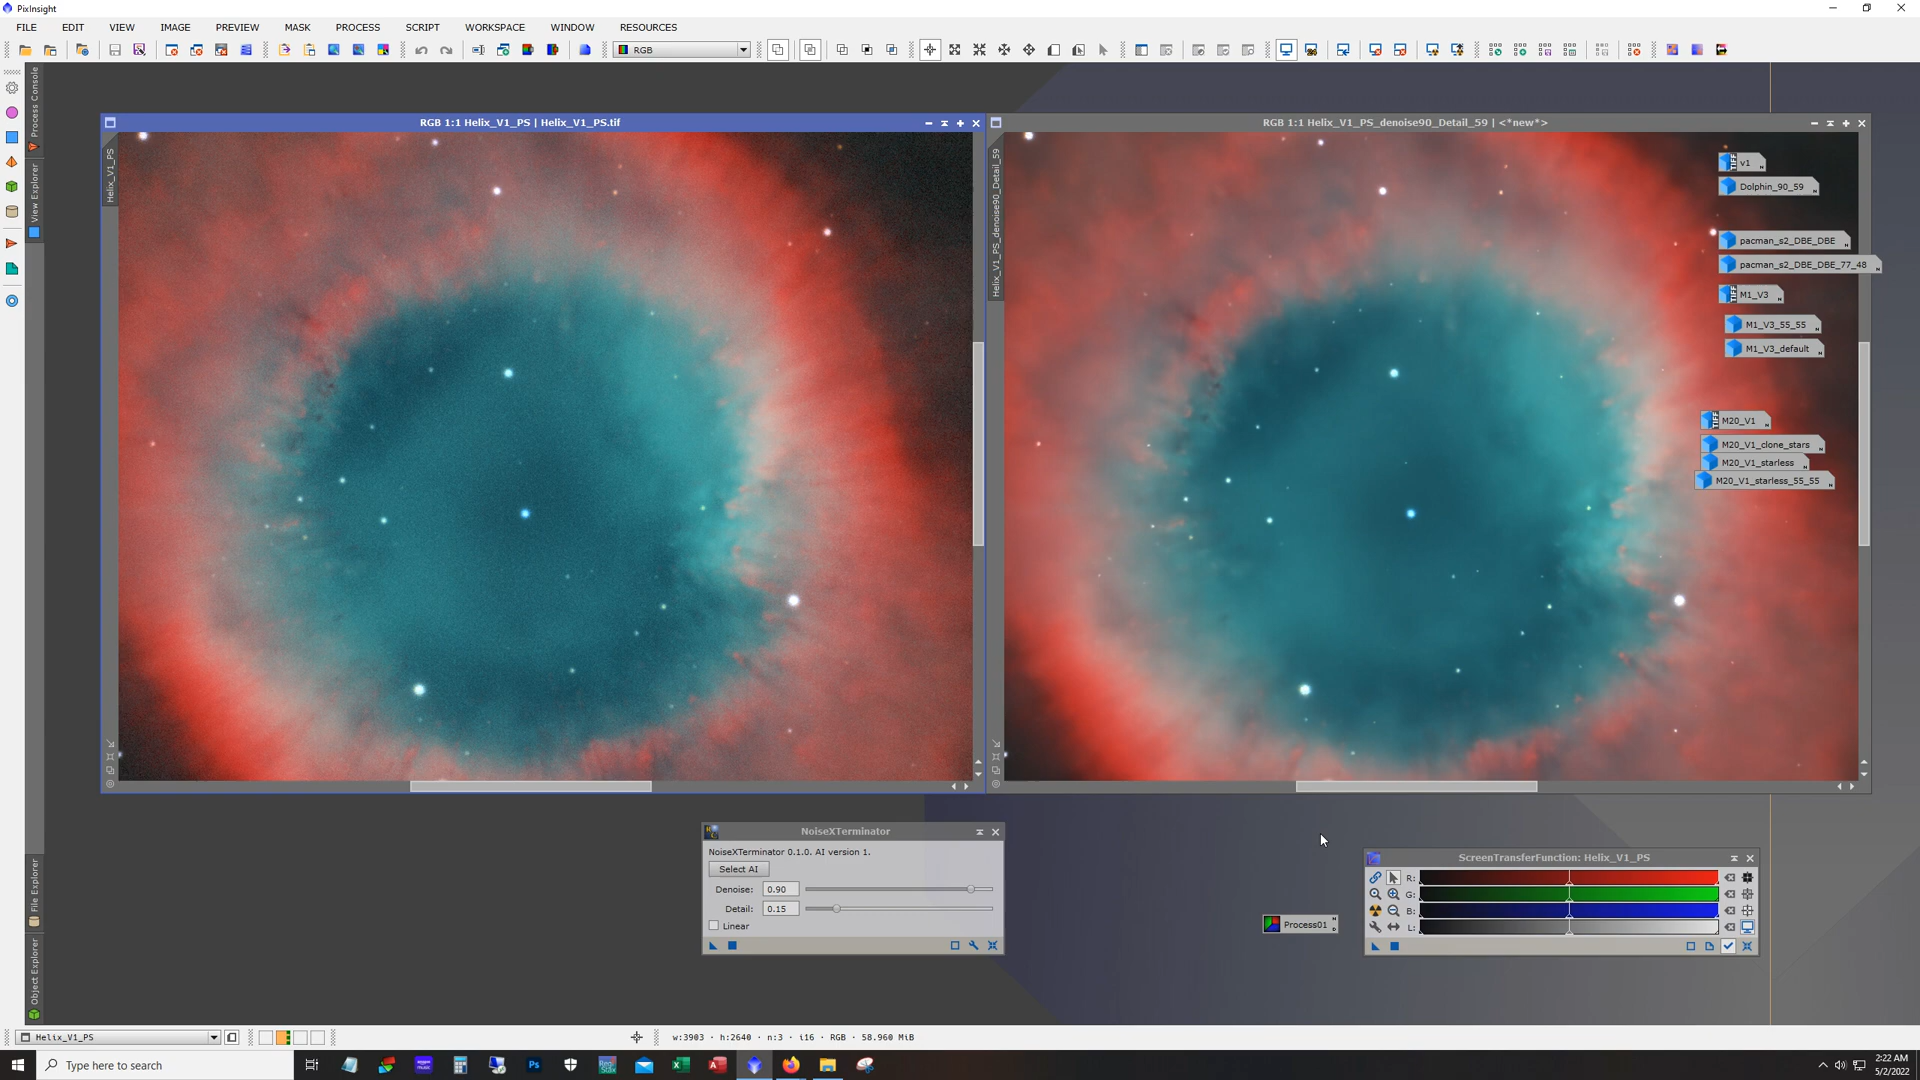 PixInsight
FILE EDIT VIEW IMAGE MASK PROCESS PREVIEW SCRIPT WORKSPACE WINDOW RESOURCES
RGB
Process Console
View Explorer
File Explorer
Object Explorer
RGB 1:1 Helix_V1_PS | Helix_V1_PS.tif
Helix_V1_PS
RGB 1:1 Helix_V1_PS_denoise90_Detail_59 | <*new*>
Helix_V1_PS_denoise90_Detail_59
TIFF v1
Dolphin_90_59
pacman_s2_DBE_DBE
pacman_s2_DBE_DBE_77_48
TIFF M1_V3
M1_V3_55_55
M1_V3_default
TIFF M20_V1
M20_V1_clone_stars
M20_V1_starless
M20_V1_starless_55_55
NoiseXTerminator
NoiseXTerminator 0.1.0. AI version 1.
Select AI
Denoise: 0.90
Detail: 0.15
Linear
Process01
ScreenTransferFunction: Helix_V1_PS
R:
G:
B:
L:
Helix_V1_PS
w:3903 · h:2640 · n:3 · i16 · RGB · 58.960 MiB
Type here to search
Ps
2:22 AM
5/2/2022